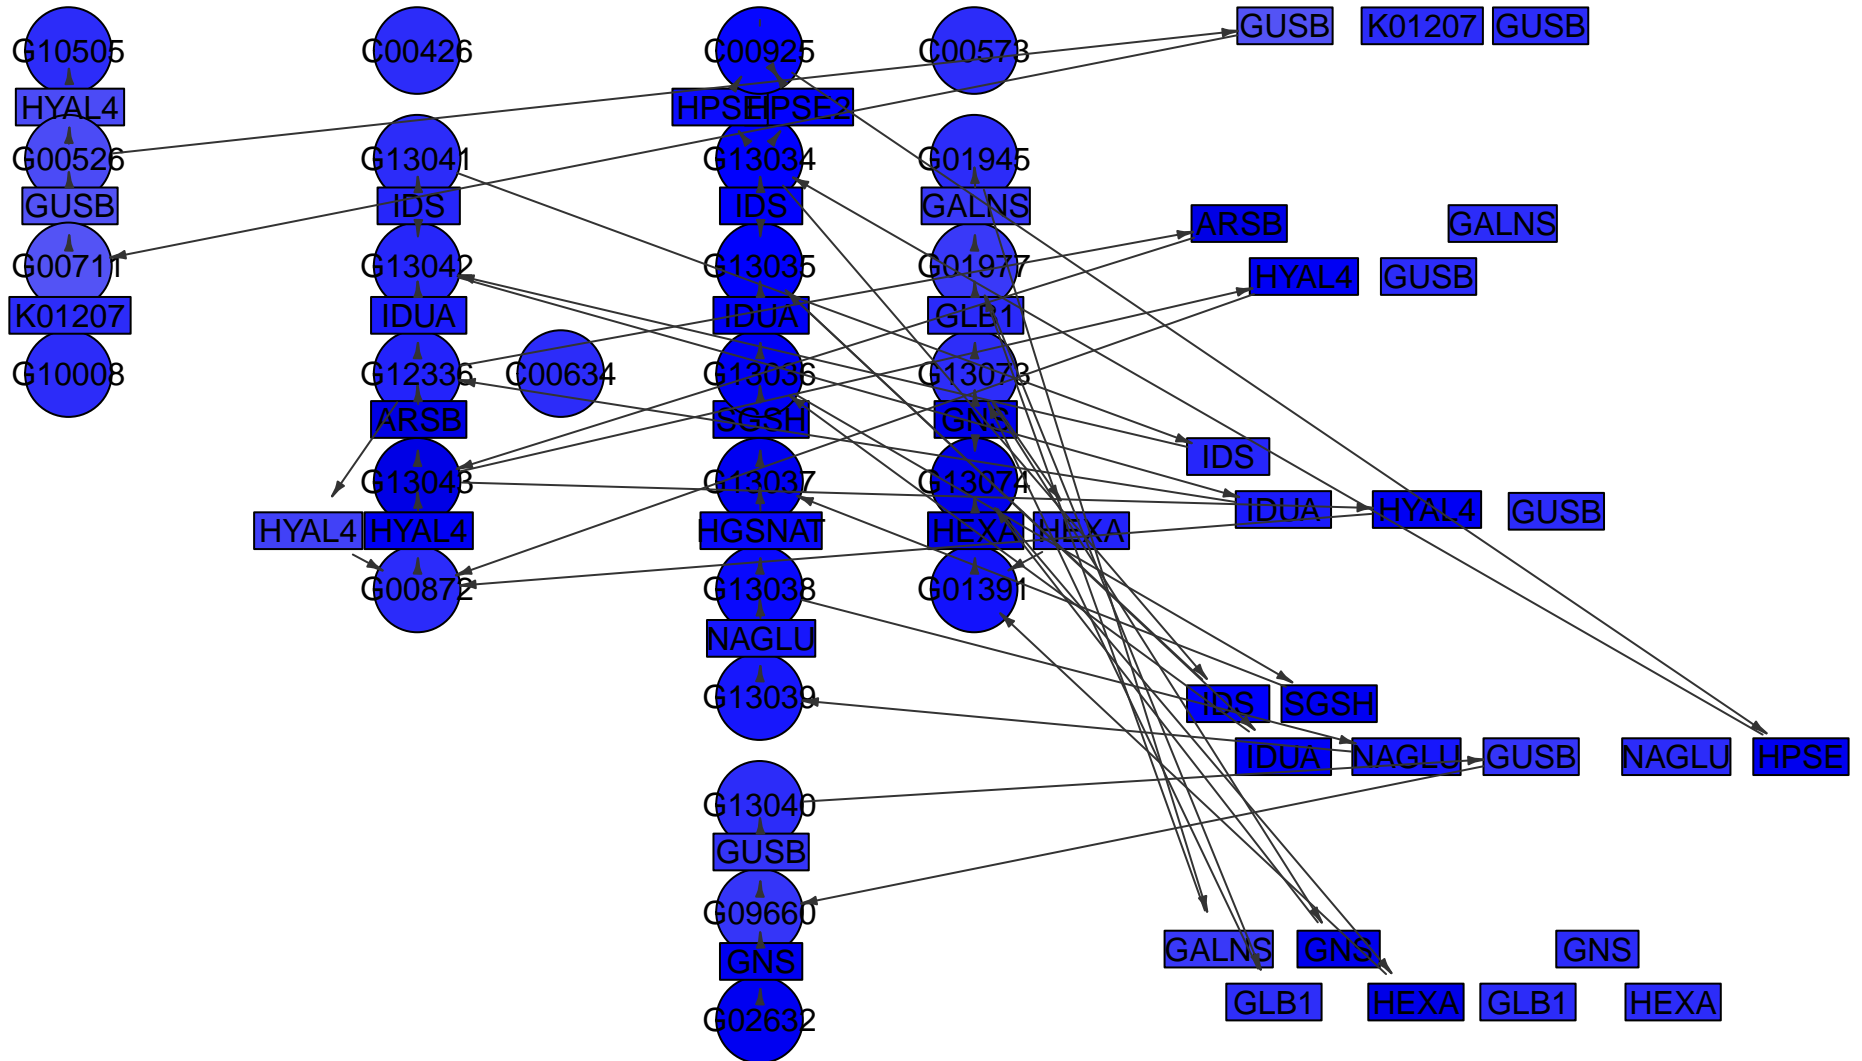 G10505 C00426 C00925 C00573 GUSB K01207 GUSB
HYAL4 HPSE HPSE2
G00526 G13041 G13034 G01945
GUSB IDS IDS GALNS ARSB GALNS
G00711 G13042 G13035 G01977 HYAL4 GUSB
K01207 IDUA IDUA GLB1
G10008 G12336 C00634 G13036 G13073
ARSB SGSH GNS
IDS
G13043 G13037 G13074
IDUA HYAL4 GUSB
HYAL4 HYAL4 HGSNAT HEXA HEXA
G00872 G13038 G01391
NAGLU
G13039 IDS SGSH
IDUA NAGLU GUSB NAGLU HPSE
G13040
GUSB
G09660
GALNS GNS GNS
GNS
GLB1 HEXA GLB1 HEXA
G02632